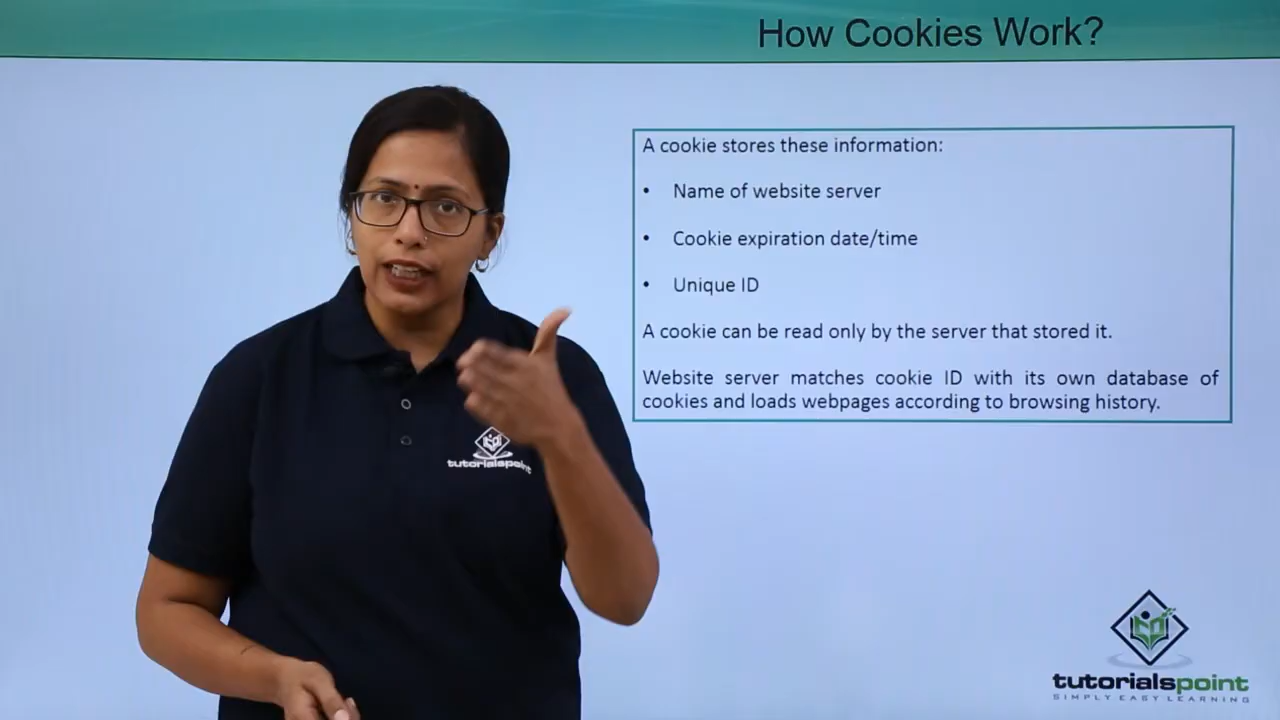 How Cookies Work?
A cookie stores these information:
• Name of website server
• Cookie expiration date/time
• Unique ID
A cookie can be read only by the server that stored it.
Website server matches cookie ID with its own database of
cookies and loads webpages according to browsing history.
tutorialspoint
tutorialspoint
SIMPLY EASY LEARNING